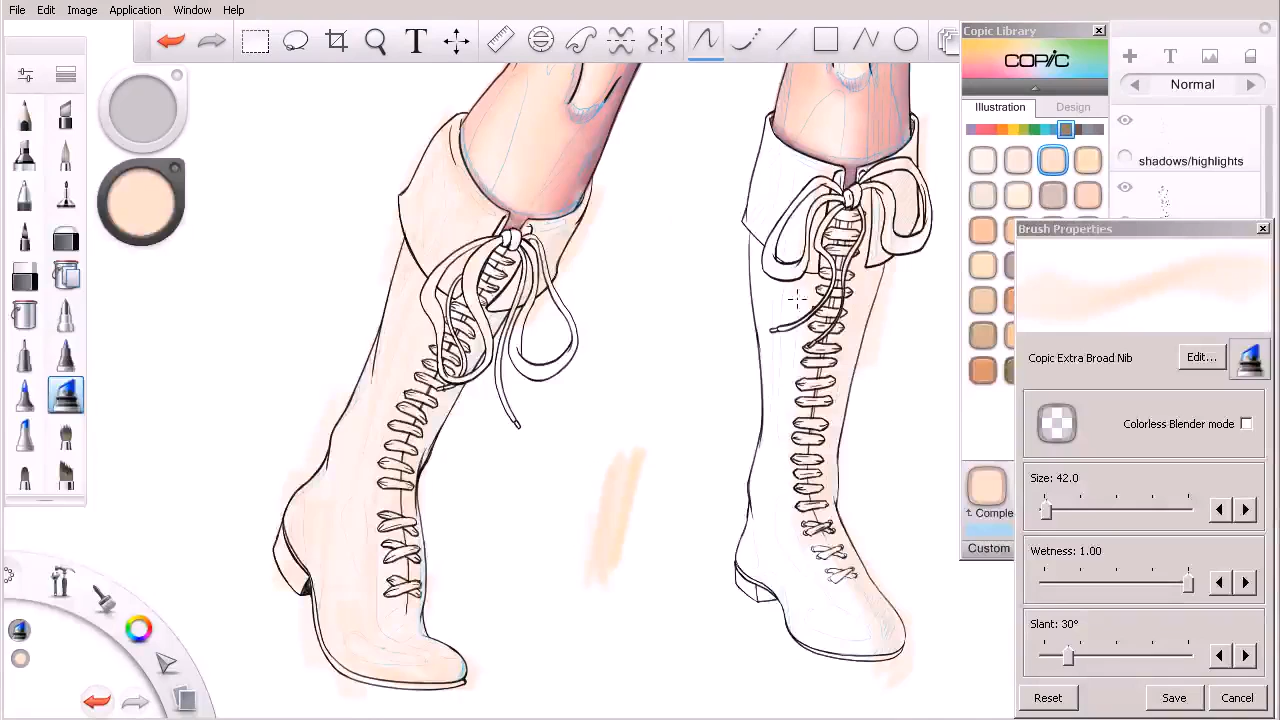 File Edit Image Application Window Help
Copic Library
COPIC
Illustration Design
Normal
shadows/highlights
Brush Properties
Copic Extra Broad Nib Edit...
Colorless Blender mode
Size: 42.0
Wetness: 1.00
Slant: 30°
Reset Save Cancel
Comple
Custom
T
T